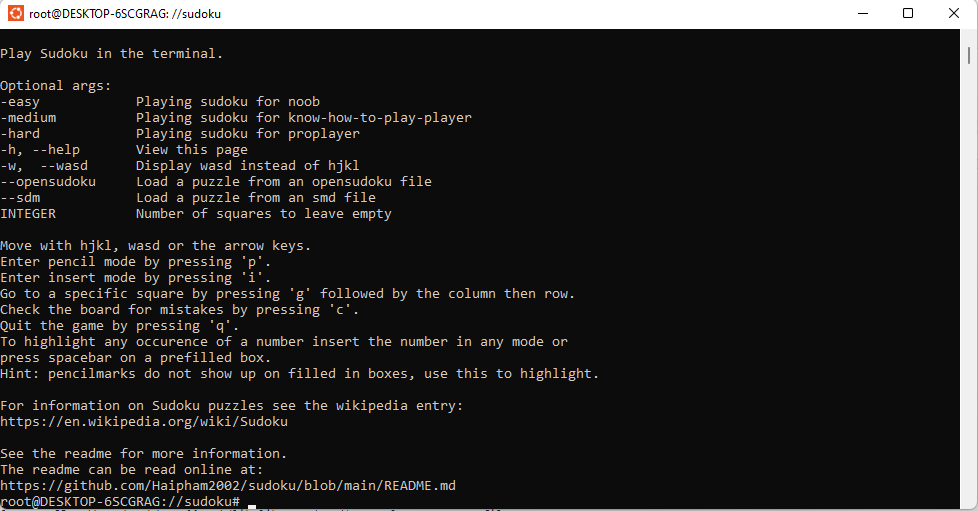 root@DESKTOP-6SCGRAG: //sudoku
Play Sudoku in the terminal.
Optional args:
-easy Playing sudoku for noob
-medium Playing sudoku for know-how-to-play-player
-hard Playing sudoku for proplayer
-h, --help View this page
-w,  --wasd Display wasd instead of hjkl
--opensudoku Load a puzzle from an opensudoku file
--sdm Load a puzzle from an smd file
INTEGER Number of squares to leave empty
Move with hjkl, wasd or the arrow keys.
Enter pencil mode by pressing 'p'.
Enter insert mode by pressing 'i'.
Go to a specific square by pressing 'g' followed by the column then row.
Check the board for mistakes by pressing 'c'.
Quit the game by pressing 'q'.
To highlight any occurence of a number insert the number in any mode or
press spacebar on a prefilled box.
Hint: pencilmarks do not show up on filled in boxes, use this to highlight.
For information on Sudoku puzzles see the wikipedia entry:
https://en.wikipedia.org/wiki/Sudoku
See the readme for more information.
The readme can be read online at:
https://github.com/Haipham2002/sudoku/blob/main/README.md
root@DESKTOP-6SCGRAG://sudoku#